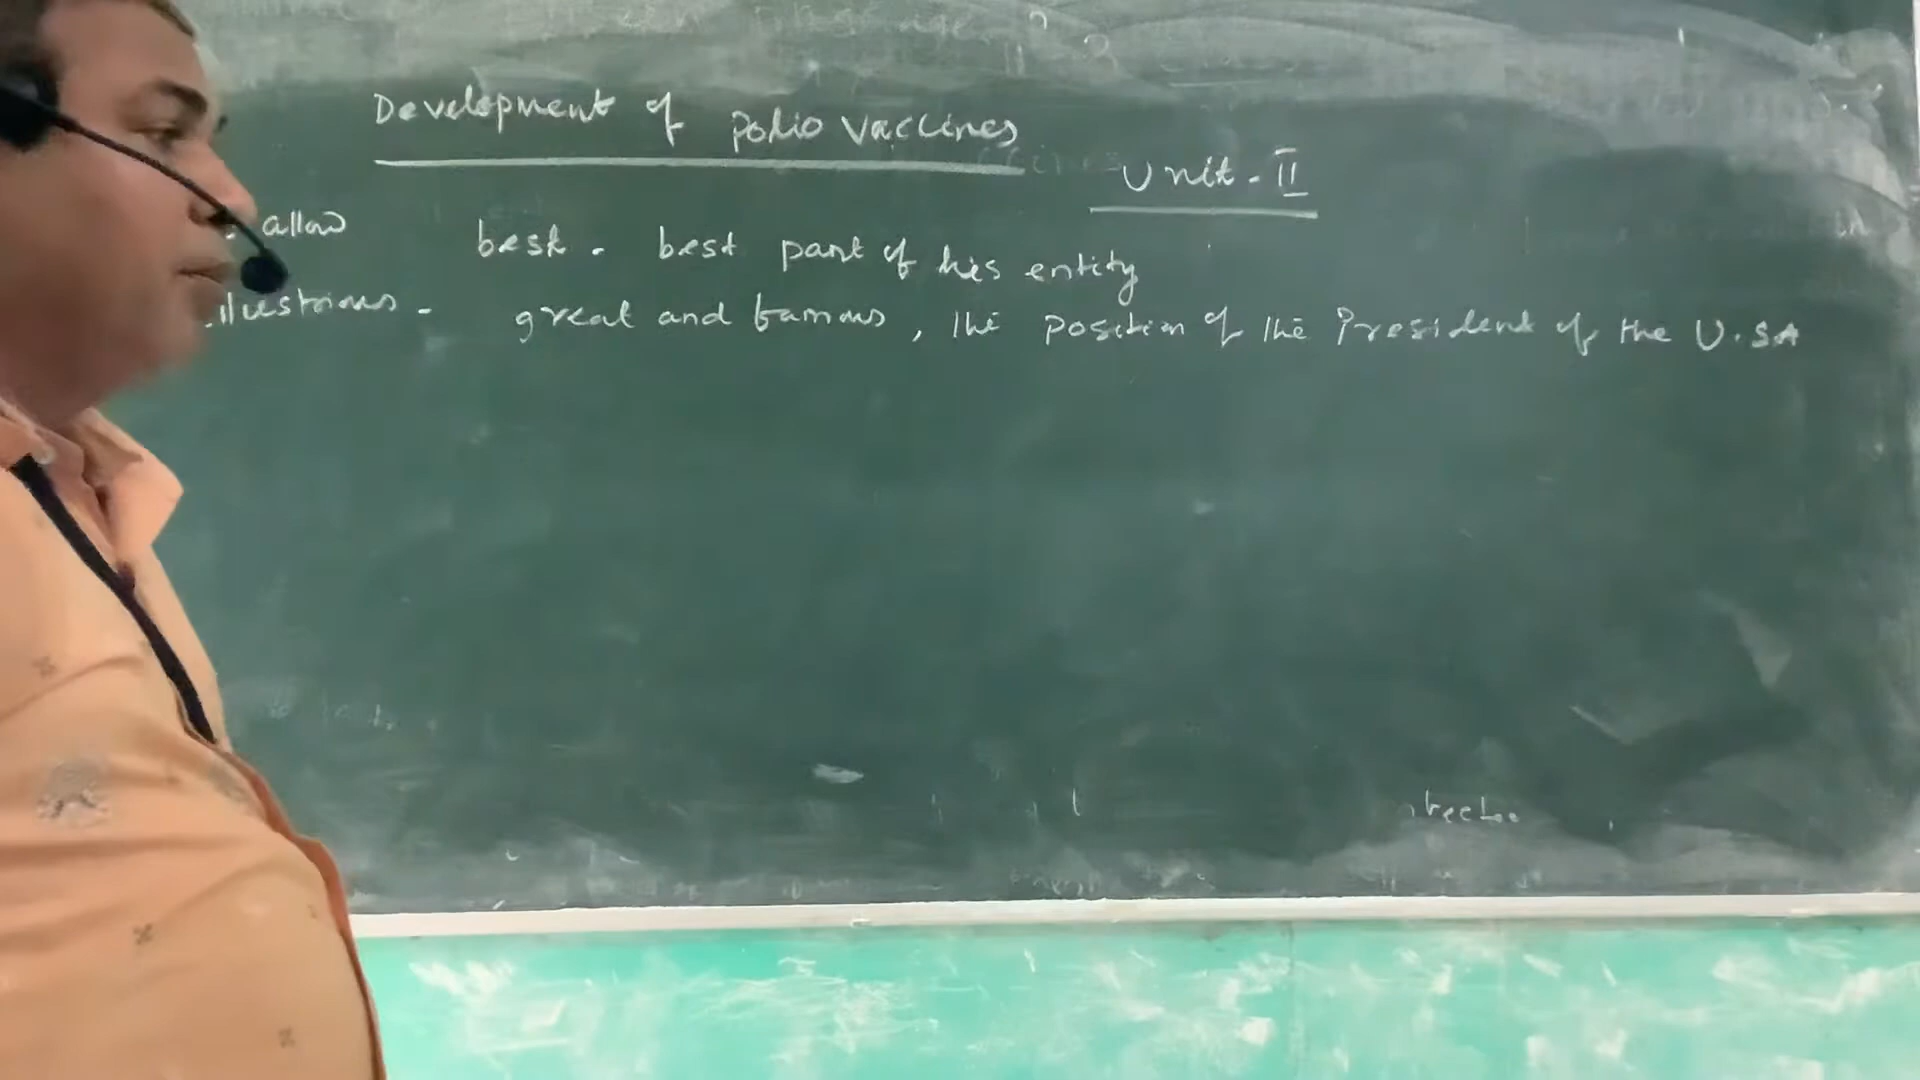 Development of Polio Vaccines
Unit - II
allow best - best part of his entity
illustrious - great and famous, the position of the President of the U.SA